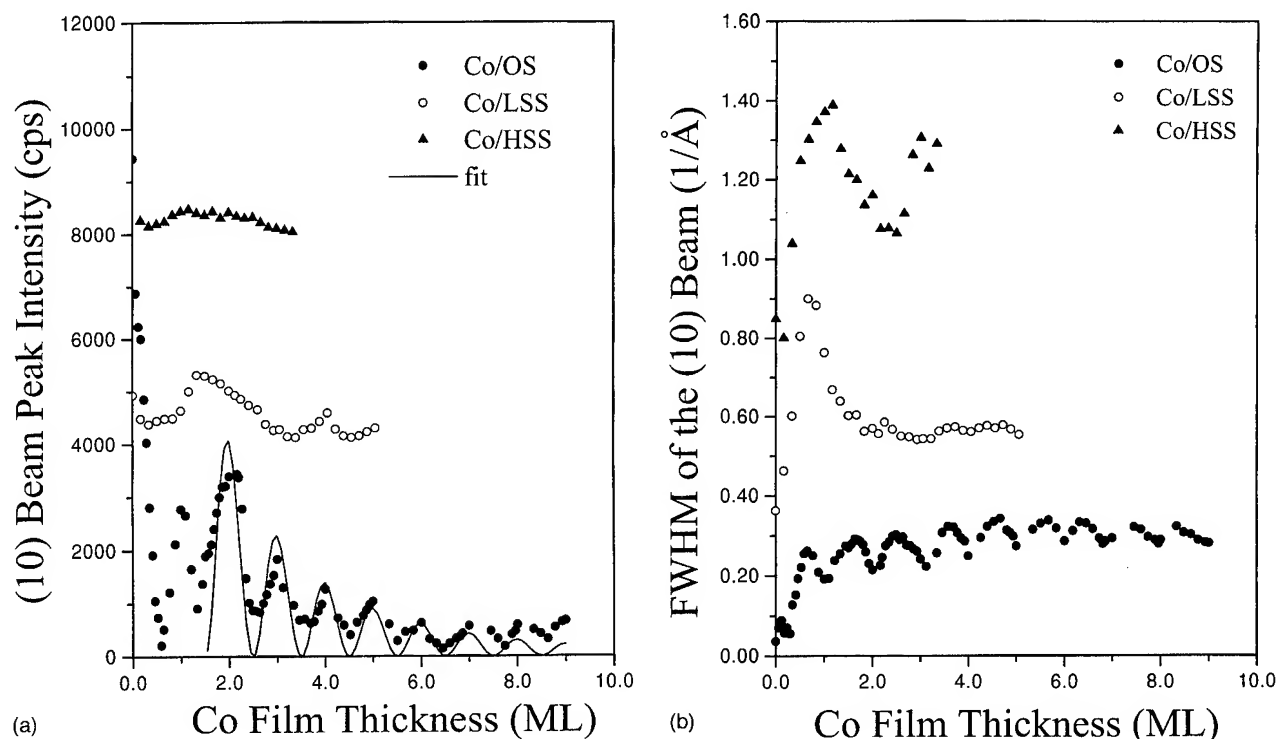 (10) Beam Peak Intensity (cps)
12000
10000
8000
6000
4000
2000
0
Co/OS
Co/LSS
Co/HSS
fit
0.0 2.0 4.0 6.0 8.0 10.0
Co Film Thickness (ML)
(a)
FWHM of the (10) Beam (1/Å)
1.60
1.40
1.20
1.00
0.80
0.60
0.40
0.20
0.00
Co/OS
Co/LSS
Co/HSS
0.0 2.0 4.0 6.0 8.0 10.0
Co Film Thickness (ML)
(b)